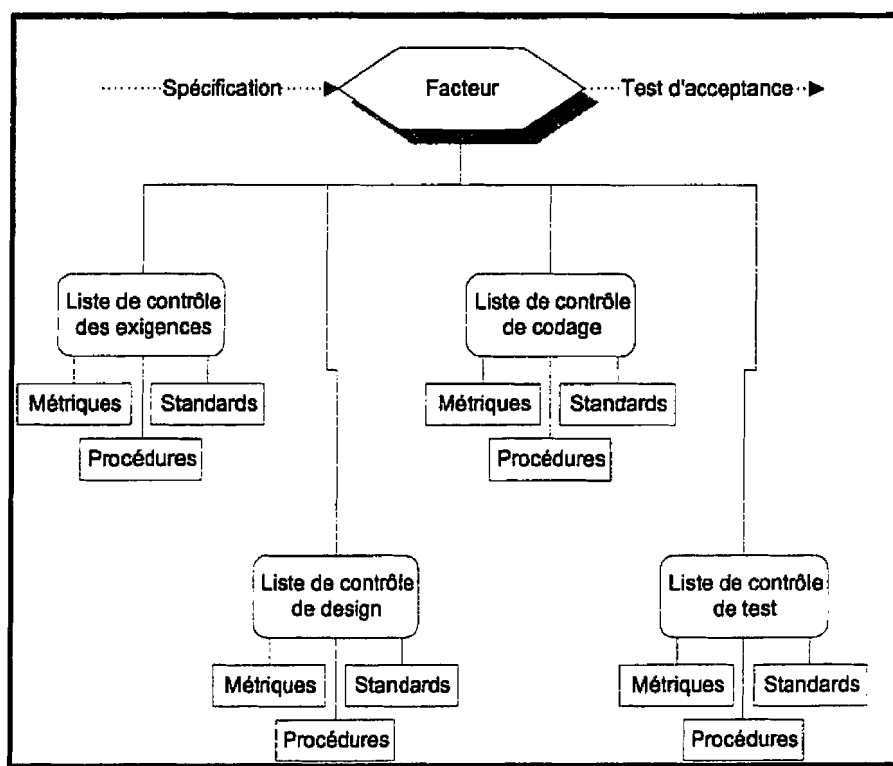 Spécification
Facteur
Test d'acceptance
Liste de contrôle
des exigences
Métriques
Standards
Procédures
Liste de contrôle
de codage
Métriques
Standards
Procédures
Liste de contrôle
de design
Métriques
Standards
Procédures
Liste de contrôle
de test
Métriques
Standards
Procédures